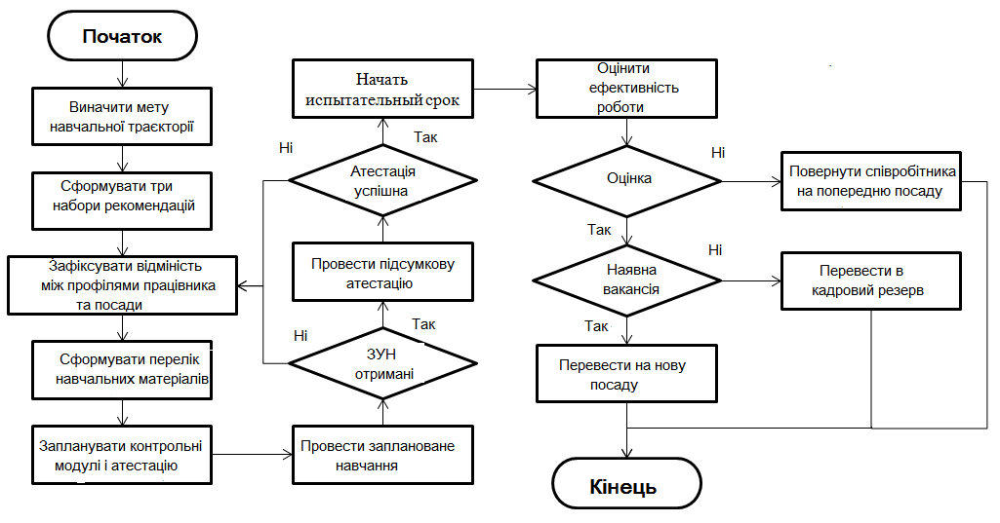 Початок
Виначити мету
навчальної траєкторії
Сформувати три
набори рекомендацій
Зафіксувати відміність
між профілями працівника
та посади
Сформувати перелік
навчальних матеріалів
Запланувати контрольні
модулі і атестацію
Начать
испытательный срок
Так
Ні
Атестація
успішна
Провести підсумкову
атестацію
Так
Ні
ЗУН
отримані
Провести заплановане
навчання
Оцінити
ефективність
роботи
Ні
Оцінка
Повернути співробітника
на попередню посаду
Так
Ні
Наявна
вакансія
Перевести в
кадровий резерв
Так
Перевести на нову
посаду
Кінець